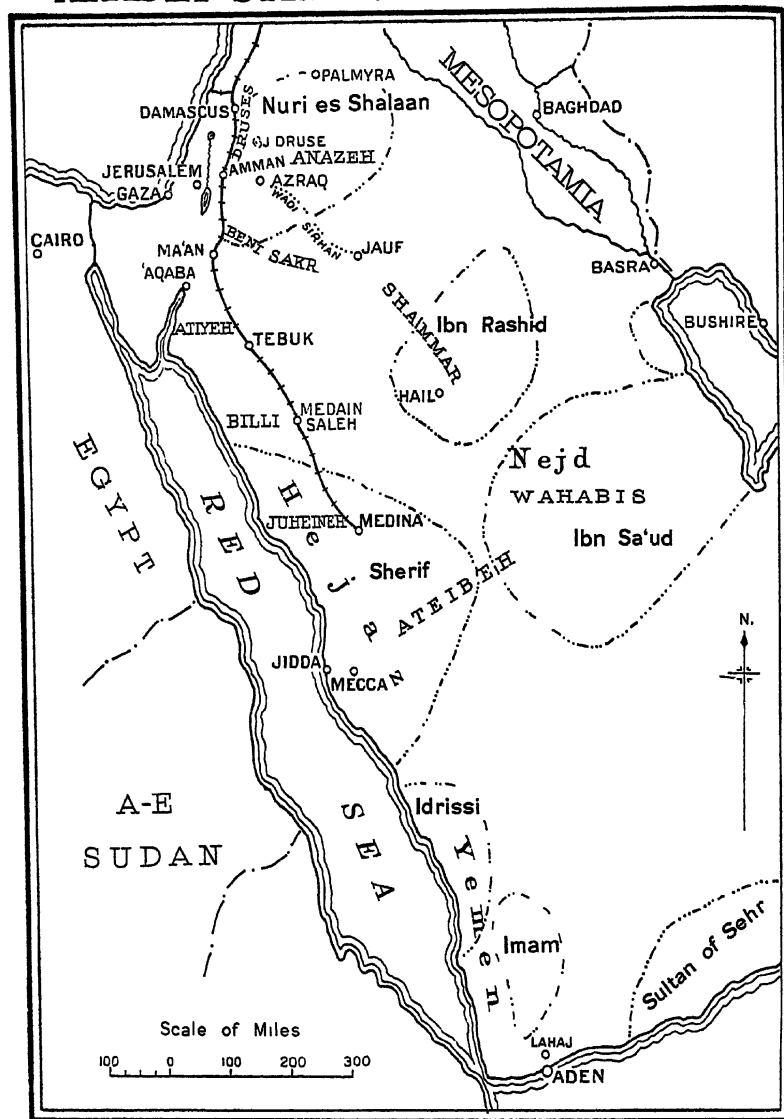 PALMYRA
DAMASCUS
DRUSES
Nuri es Shalaan
MESOPOTAMIA
BAGHDAD
J DRUSE
JERUSALEM
AMMAN
ANAZEH
GAZA
AZRAQ
WADI SIRHAN
CAIRO
MA'AN
BENI SAKR
JAUF
BASRA
'AQABA
SHAMMAR
Ibn Rashid
BUSHIRE
ATIYEH
TEBUK
HAIL
BILLI
MEDAIN
SALEH
EGYPT
RED
Nejd
WAHABIS
Ibn Sa'ud
Heja
JUHEINEH
MEDINA
Sherif
ATEIBEH
N.
JIDDA
MECCAN
A-E
SUDAN
SEA
Idrissi
Yemen
Imam
Sultan of Sehr
Scale of Miles
100 0 100 200 300
LAHAJ
ADEN